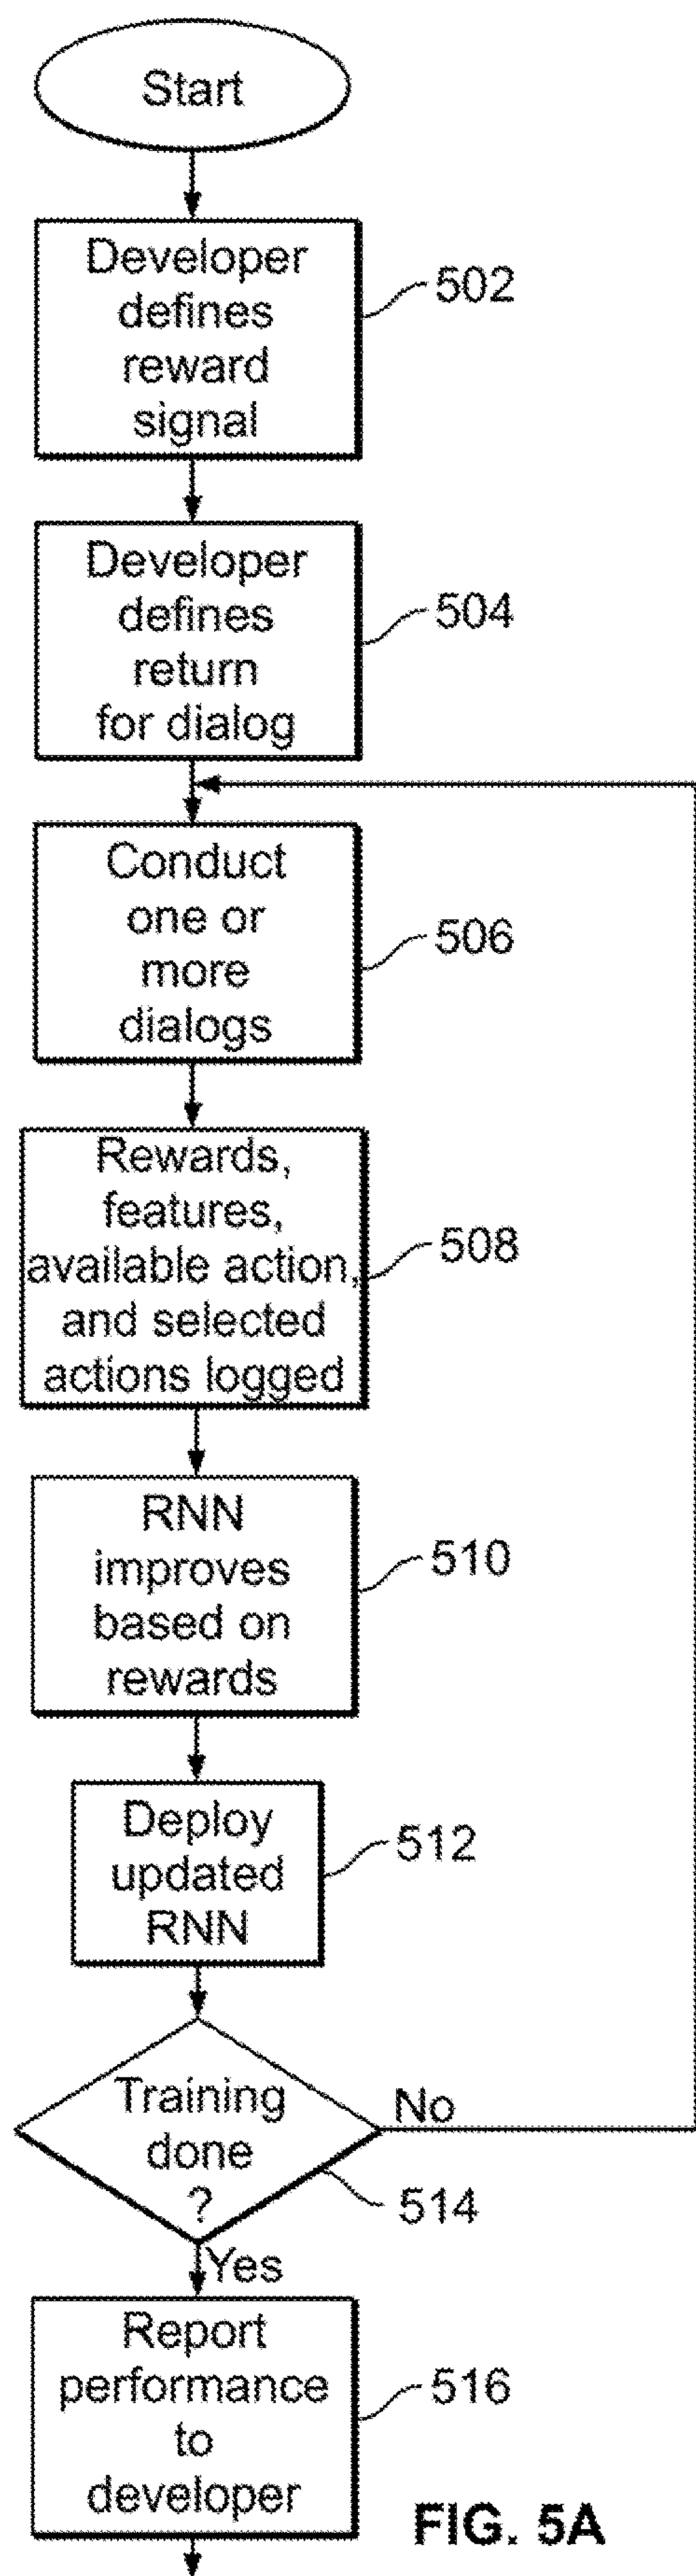 Start
Developer
defines
reward
signal
502
Developer
defines
return
for dialog
504
Conduct
one or
more
dialogs
506
Rewards,
features,
available action,
and selected
actions logged
508
RNN
improves
based on
rewards
510
Deploy
updated
RNN
512
Training
done
?
No
514
Yes
Report
performance
to
developer
516
FIG. 5A